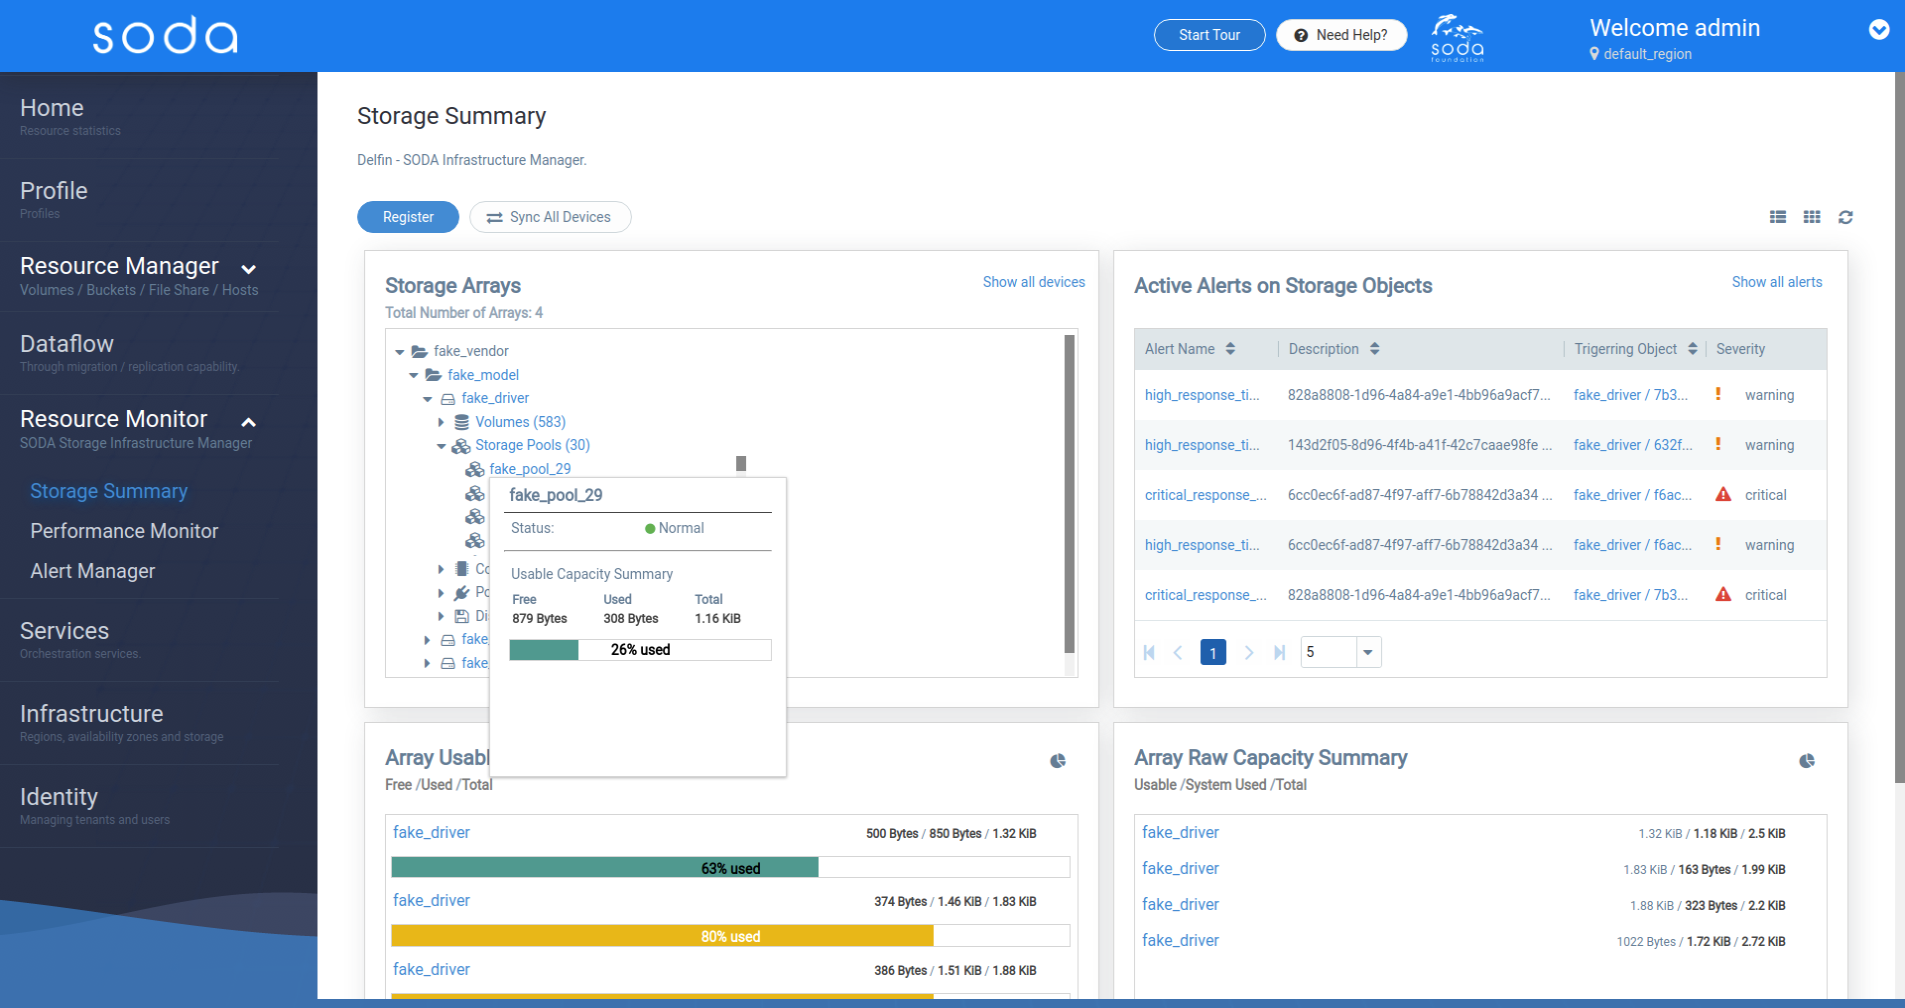 soda
Start Tour
Need Help?
soda
foundation
Welcome admin
default_region
Home
Resource statistics
Profile
Profiles
Resource Manager
Volumes / Buckets / File Share / Hosts
Dataflow
Through migration / replication capability.
Resource Monitor
SODA Storage Infrastructure Manager
Storage Summary
Performance Monitor
Alert Manager
Services
Orchestration services.
Infrastructure
Regions, availability zones and storage
Identity
Managing tenants and users
Storage Summary
Delfin - SODA Infrastructure Manager.
Register
Sync All Devices
Storage Arrays
Show all devices
Total Number of Arrays: 4
fake_vendor
fake_model
fake_driver
Volumes (583)
Storage Pools (30)
fake_pool_29
Co
Po
Di
fake_
fake_
fake_pool_29
Status: Normal
Usable Capacity Summary
Free Used Total
879 Bytes 308 Bytes 1.16 KiB
26% used
Active Alerts on Storage Objects
Show all alerts
Alert Name Description Trigerring Object Severity
high_response_ti... 828a8808-1d96-4a84-a9e1-4bb96a9acf7... fake_driver / 7b3... warning
high_response_ti... 143d2f05-8d96-4f4b-a41f-42c7caae98fe ... fake_driver / 632f... warning
critical_response_... 6cc0ec6f-ad87-4f97-aff7-6b78842d3a34 ... fake_driver / f6ac... critical
high_response_ti... 6cc0ec6f-ad87-4f97-aff7-6b78842d3a34 ... fake_driver / f6ac... warning
critical_response_... 828a8808-1d96-4a84-a9e1-4bb96a9acf7... fake_driver / 7b3... critical
1
5
Array Usabl
Free /Used /Total
fake_driver 500 Bytes / 850 Bytes / 1.32 KiB
63% used
fake_driver 374 Bytes / 1.46 KiB / 1.83 KiB
80% used
fake_driver 386 Bytes / 1.51 KiB / 1.88 KiB
Array Raw Capacity Summary
Usable /System Used /Total
fake_driver 1.32 KiB / 1.18 KiB / 2.5 KiB
fake_driver 1.83 KiB / 163 Bytes / 1.99 KiB
fake_driver 1.88 KiB / 323 Bytes / 2.2 KiB
fake_driver 1022 Bytes / 1.72 KiB / 2.72 KiB